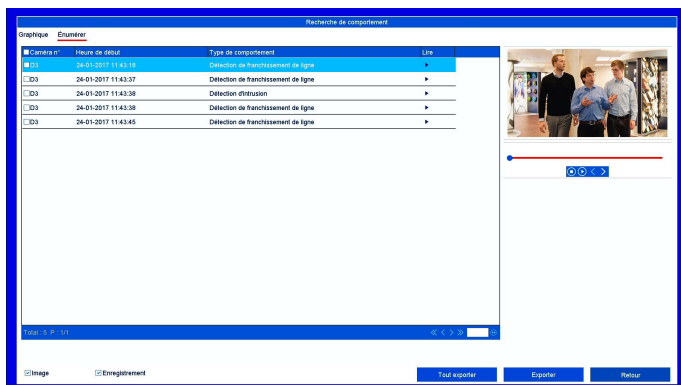 Recherche de comportement
Graphique Énumérer
Caméra n° Heure de début Type de comportement Lire
D3 24-01-2017 11:43:19 Détection de franchissement de ligne
D3 24-01-2017 11:43:37 Détection de franchissement de ligne
D3 24-01-2017 11:43:38 Détection d'intrusion
D3 24-01-2017 11:43:38 Détection de franchissement de ligne
D3 24-01-2017 11:43:45 Détection de franchissement de ligne
Total : 5 P : 1/1
Image Enregistrement Tout exporter Exporter Retour